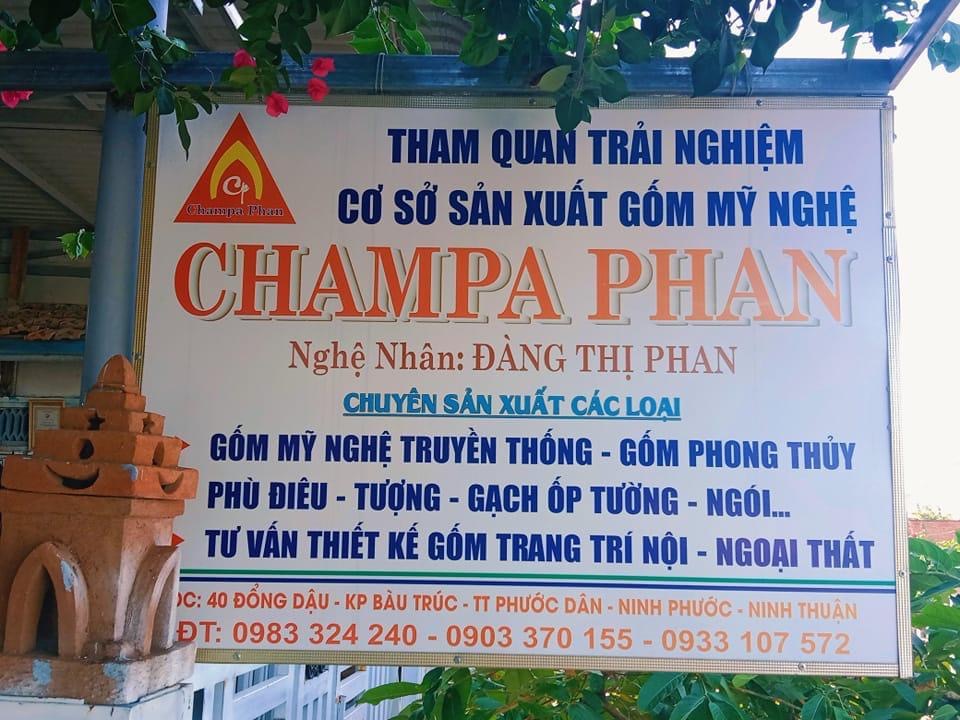 Champa Phan
THAM QUAN TRẢI NGHIỆM
CƠ SỞ SẢN XUẤT GỐM MỸ NGHỆ
CHAMPA PHAN
Nghệ Nhân: ĐÀNG THỊ PHAN
CHUYÊN SẢN XUẤT CÁC LOẠI
GỐM MỸ NGHỆ TRUYỀN THỐNG - GỐM PHONG THỦY
PHÙ ĐIÊU - TƯỢNG - GẠCH ỐP TƯỜNG - NGÓI...
TƯ VẤN THIẾT KẾ GỐM TRANG TRÍ NỘI - NGOẠI THẤT
ĐC: 40 ĐỔNG DẬU - KP BÀU TRÚC - TT PHƯỚC DÂN - NINH PHƯỚC - NINH THUẬN
ĐT: 0983 324 240 - 0903 370 155 - 0933 107 572